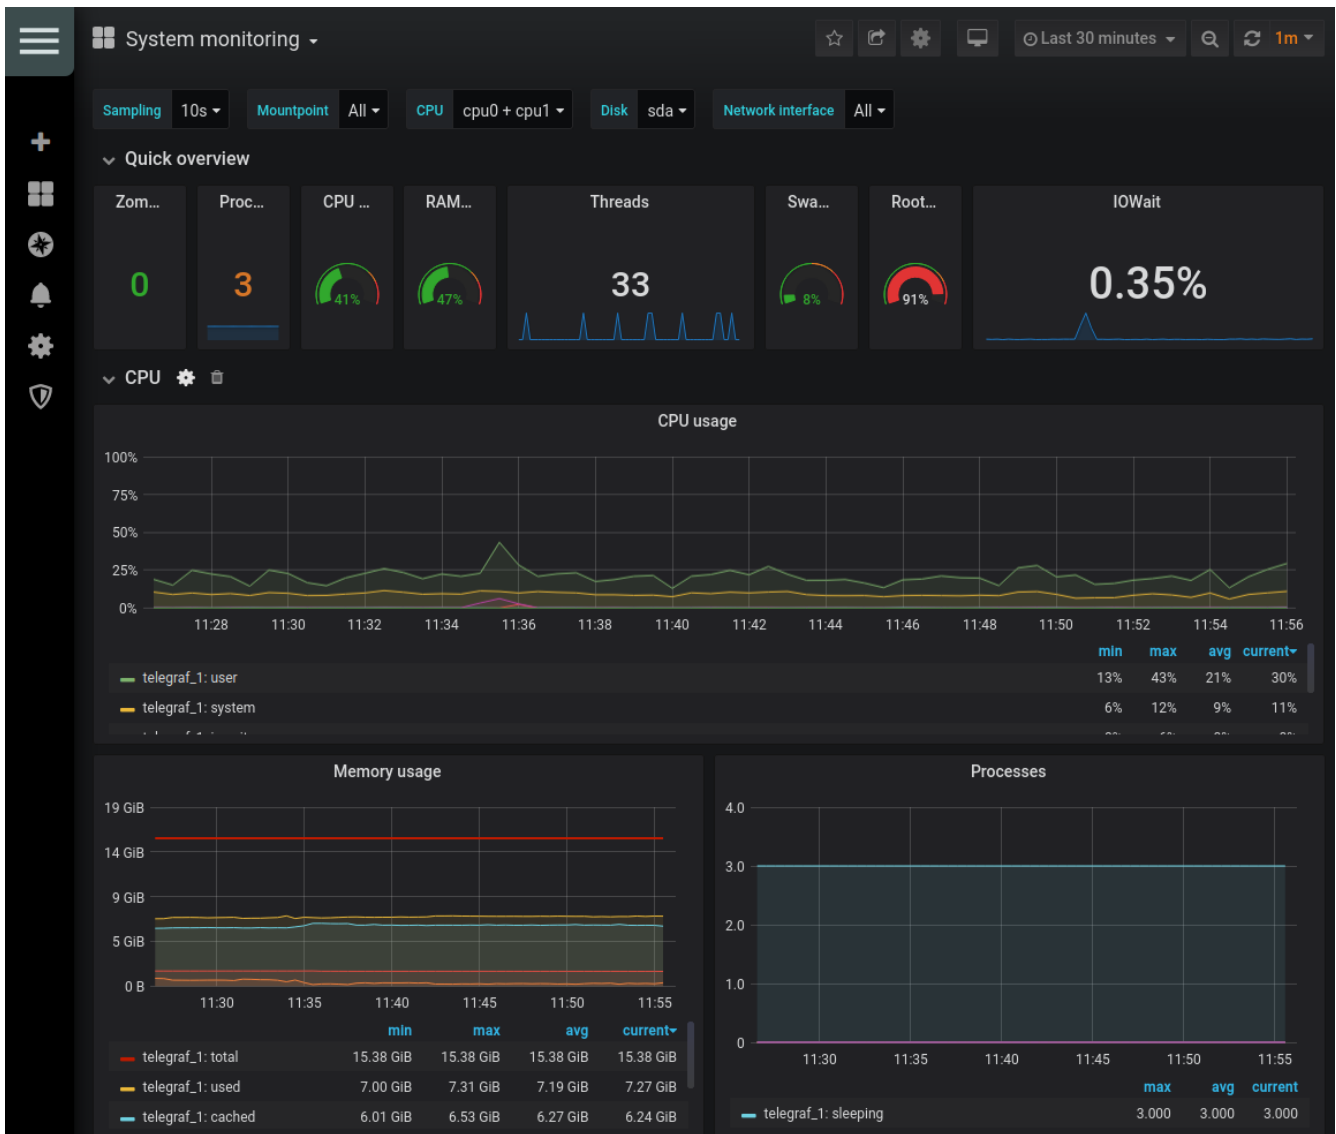 System monitoring
Last 30 minutes
1m
Sampling 10s Mountpoint All CPU cpu0 + cpu1 Disk sda Network interface All
Quick overview
Zom... Proc... CPU ... RAM... Threads Swa... Root... IOWait
0 3 41% 47% 33 8% 91% 0.35%
CPU
CPU usage
100%
75%
50%
25%
0%
11:28 11:30 11:32 11:34 11:36 11:38 11:40 11:42 11:44 11:46 11:48 11:50 11:52 11:54 11:56
min max avg current
telegraf_1: user 13% 43% 21% 30%
telegraf_1: system 6% 12% 9% 11%
Memory usage
19 GiB
14 GiB
9 GiB
5 GiB
0 B
11:30 11:35 11:40 11:45 11:50 11:55
min max avg current
telegraf_1: total 15.38 GiB 15.38 GiB 15.38 GiB 15.38 GiB
telegraf_1: used 7.00 GiB 7.31 GiB 7.19 GiB 7.27 GiB
telegraf_1: cached 6.01 GiB 6.53 GiB 6.27 GiB 6.24 GiB
Processes
4.0
3.0
2.0
1.0
0
11:30 11:35 11:40 11:45 11:50 11:55
max avg current
telegraf_1: sleeping 3.000 3.000 3.000